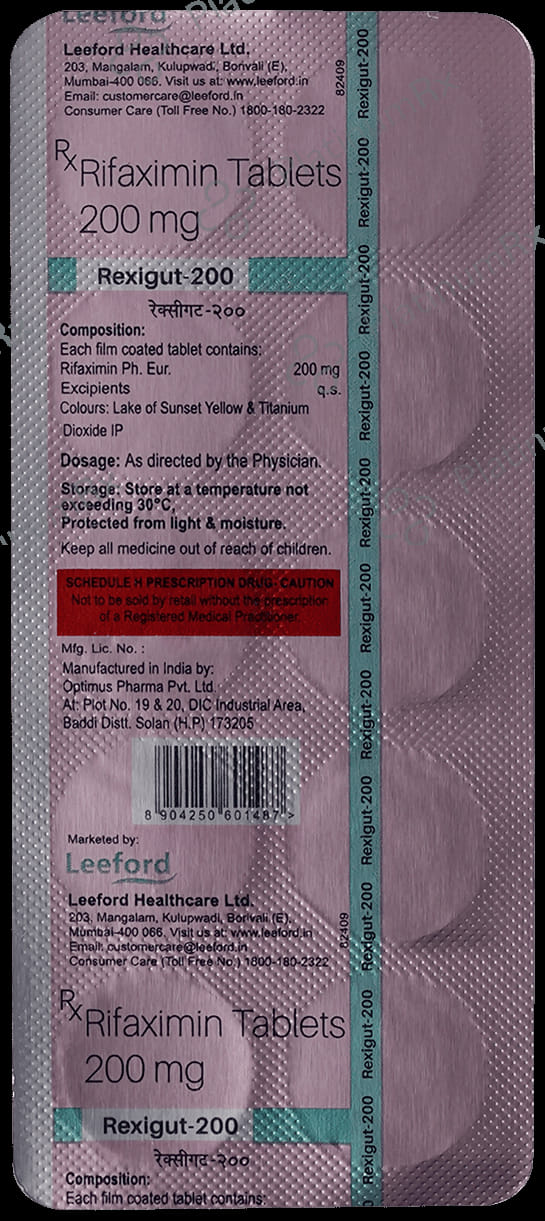 Leeford
Leeford Healthcare Ltd.
203, Mangalam, Kulupwadi, Borivali (E),
Mumbai-400 066. Visit us at: www.leeford.in
Email: customercare@leeford.in
Consumer Care (Toll Free No.) 1800-180-2322
82409
Rx Rifaximin Tablets
200 mg
Rexigut-200
रेक्सीगट-२००
Composition:
Each film coated tablet contains:
Rifaximin Ph. Eur. 200 mg
Excipients q.s.
Colours: Lake of Sunset Yellow & Titanium
Dioxide IP
Dosage: As directed by the Physician.
Storage: Store at a temperature not
exceeding 30°C,
Protected from light & moisture.
Keep all medicine out of reach of children.
SCHEDULE H PRESCRIPTION DRUG- CAUTION
Not to be sold by retail without the prescription
of a Registered Medical Practitioner.
Mfg. Lic. No. :
Manufactured in India by:
Optimus Pharma Pvt. Ltd.
At: Plot No. 19 & 20, DIC Industrial Area,
Baddi Distt. Solan (H.P) 173205
8 904250 601487 >
Marketed by:
Leeford
Leeford Healthcare Ltd.
203, Mangalam, Kulupwadi, Borivali (E),
Mumbai-400 066. Visit us at: www.leeford.in
Email: customercare@leeford.in
Consumer Care (Toll Free No.) 1800-180-2322
82409
Rx Rifaximin Tablets
200 mg
Rexigut-200
रेक्सीगट-२००
Composition:
Each film coated tablet contains:
Rexigut-200
Rexigut-200
Rexigut-200
Rexigut-200
Rexigut-200
Rexigut-200
Rexigut-200
Rexigut-200
Rexigut-200
Rexigut-200
Rexigut-200